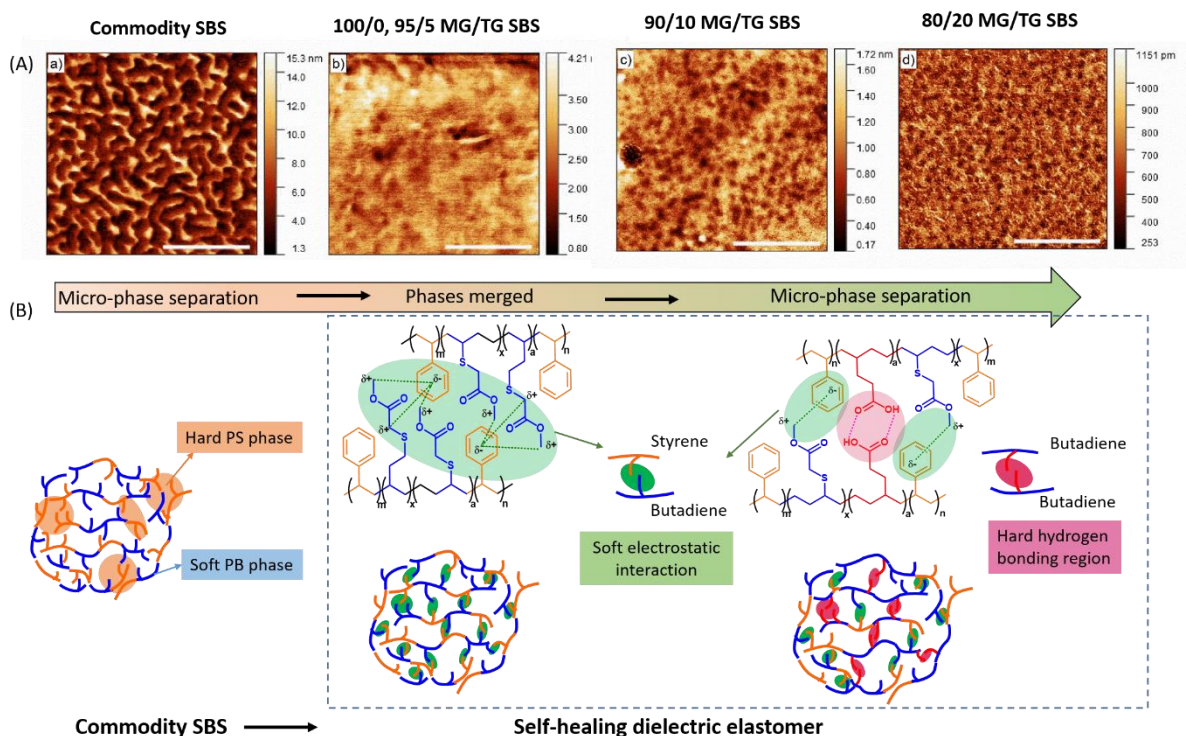 Commodity SBS
100/0, 95/5 MG/TG SBS
90/10 MG/TG SBS
80/20 MG/TG SBS
(A)
a)
15.3 nm
14.0
12.0
10.0
8.0
6.0
4.0
1.3
b)
4.21
3.50
3.00
2.50
2.00
1.50
0.80
c)
1.72 nm
1.60
1.40
1.20
1.00
0.80
0.60
0.40
0.17
d)
1151 pm
1000
900
800
700
600
500
400
253
Micro-phase separation
Phases merged
Micro-phase separation
(B)
Hard PS phase
Soft PB phase
m
x
a
n
δ+
δ-
S
O
O
δ+
δ+
S
O
O
S
O
O
δ+
δ+
δ-
δ+
O
O
S
O
O
S
m
x
a
n
Styrene
Butadiene
Soft electrostatic
interaction
n
a
x
m
δ-
S
O
O
δ+
O
OH
HO
O
δ+
O
O
S
δ-
m
x
a
n
Butadiene
Butadiene
Hard hydrogen
bonding region
Commodity SBS
Self-healing dielectric elastomer